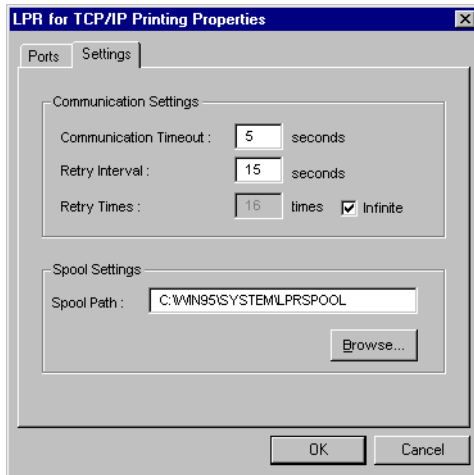 LPR for TCP/IP Printing Properties
Ports Settings
Communication Settings
Communication Timeout : 5 seconds
Retry Interval : 15 seconds
Retry Times : 16 times Infinite
Spool Settings
Spool Path : C:\WIN95\SYSTEM\LPRSPOOL
Browse...
OK Cancel